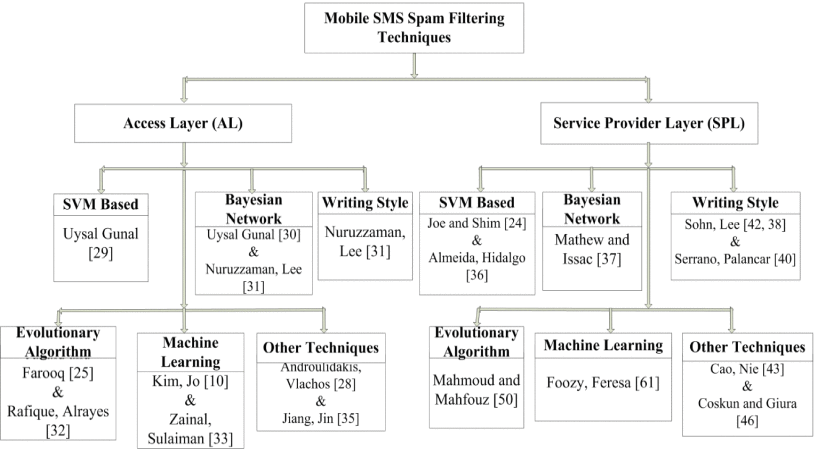 Mobile SMS Spam Filtering
Techniques
Access Layer (AL)
Service Provider Layer (SPL)
SVM Based
Uysal Gunal
[29]
Bayesian
Network
Uysal Gunal [30]
&
Nuruzzaman, Lee
[31]
Writing Style
Nuruzzaman,
Lee [31]
SVM Based
Joe and Shim [24]
&
Almeida, Hidalgo
[36]
Bayesian
Network
Mathew and
Issac [37]
Writing Style
Sohn, Lee [42, 38]
&
Serrano, Palancar [40]
Evolutionary
Algorithm
Farooq [25]
&
Rafique, Alrayes
[32]
Machine
Learning
Kim, Jo [10]
&
Zainal,
Sulaiman [33]
Other Techniques
Androulidakis,
Vlachos [28]
&
Jiang, Jin [35]
Evolutionary
Algorithm
Mahmoud and
Mahfouz [50]
Machine Learning
Foozy, Feresa [61]
Other Techniques
Cao, Nie [43]
&
Coskun and Giura
[46]